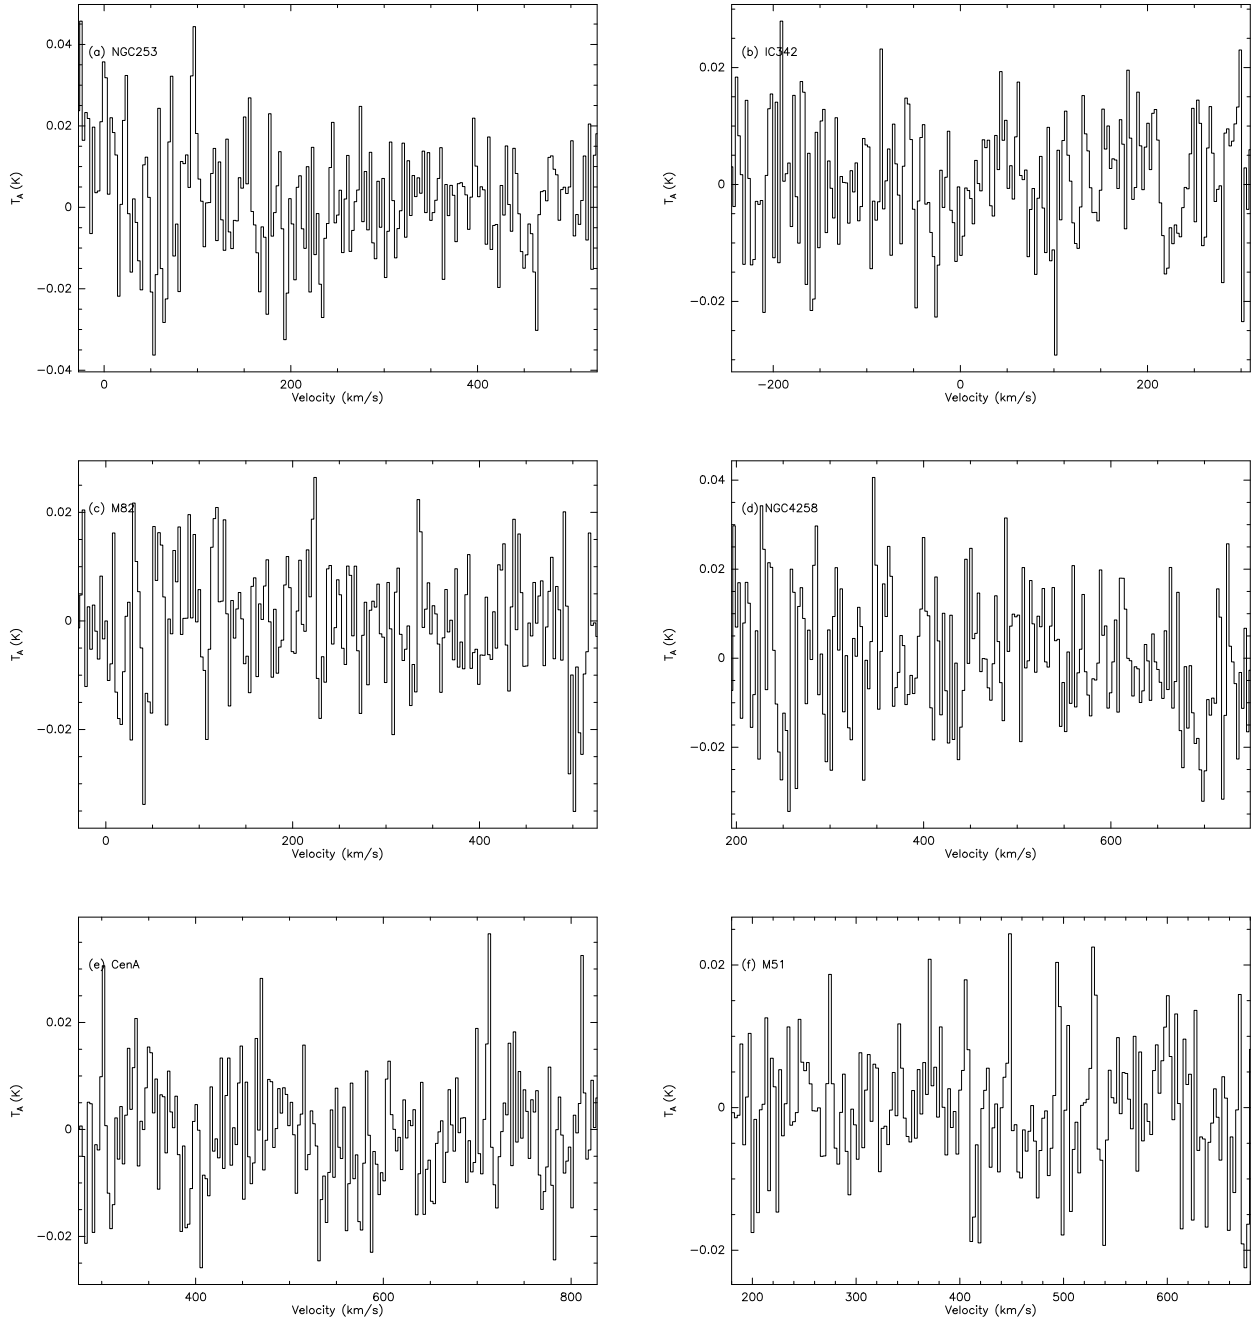 (a) NGC253
0.04
0.02
0
−0.02
−0.04
T_A (K)
0 200 400
Velocity (km/s)
(b) IC342
0.02
0
−0.02
T_A (K)
−200 0 200
Velocity (km/s)
(c) M82
0.02
0
−0.02
T_A (K)
0 200 400
Velocity (km/s)
(d) NGC4258
0.04
0.02
0
−0.02
T_A (K)
200 400 600
Velocity (km/s)
(e) CenA
0.02
0
−0.02
T_A (K)
400 600 800
Velocity (km/s)
(f) M51
0.02
0
−0.02
T_A (K)
200 300 400 500 600
Velocity (km/s)